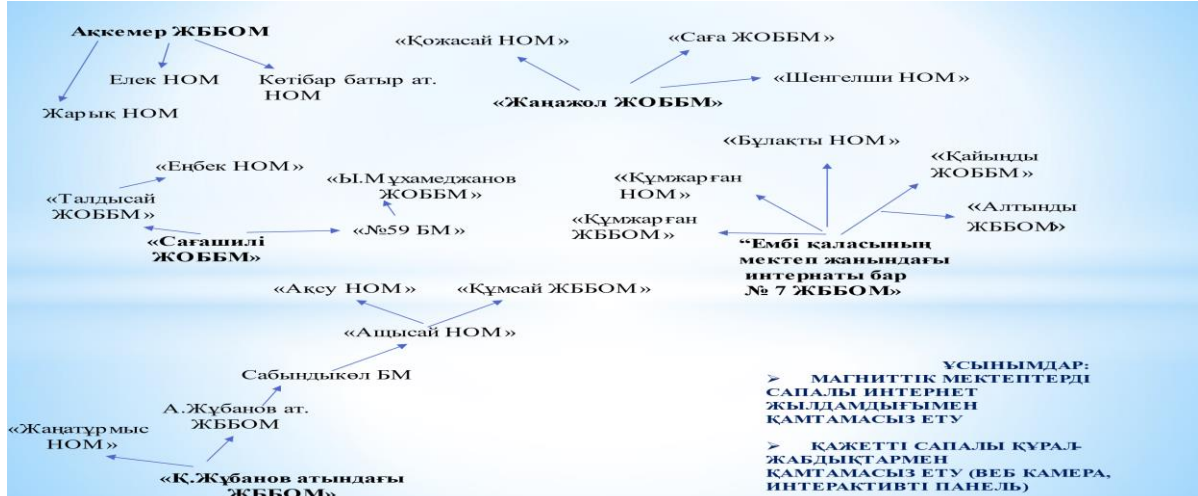 Ақкемер ЖББОМ
Елек НОМ
Көтібар батыр ат.
НОМ
Жарық НОМ
«Қожасай НОМ»
«Саға ЖОББМ»
«Шенгелши НОМ»
«Жаңажол ЖОББМ»
«Еңбек НОМ»
«Талдысай
ЖОББМ»
«Ы.Мұхамеджанов
ЖОББМ»
«№59 БМ»
«Сағашилі
ЖОББМ»
«Бұлақты НОМ»
«Құмжарған
НОМ»
«Қайыңды
ЖОББМ»
«Құмжарған
ЖББОМ»
«Алтынды
ЖББОМ»
“Ембі қаласының
мектеп жанындағы
интернаты бар
№ 7 ЖББОМ»
«Ақсу НОМ»
«Құмсай ЖББОМ»
«Ащысай НОМ»
Сабындыкөл БМ
А.Жұбанов ат.
ЖББОМ
«Жаңатұрмыс
НОМ»
«Қ.Жұбанов атындағы
ЖББОМ»
ҰСЫНЫМДАР:
➢ МАГНИТТІК МЕКТЕПТЕРДІ
САПАЛЫ ИНТЕРНЕТ
ЖЫЛДАМДЫҒЫМЕН
ҚАМТАМАСЫЗ ЕТУ
➢ ҚАЖЕТТІ САПАЛЫ ҚҰРАЛ-
ЖАБДЫҚТАРМЕН
ҚАМТАМАСЫЗ ЕТУ (ВЕБ КАМЕРА,
ИНТЕРАКТИВТІ ПАНЕЛЬ)